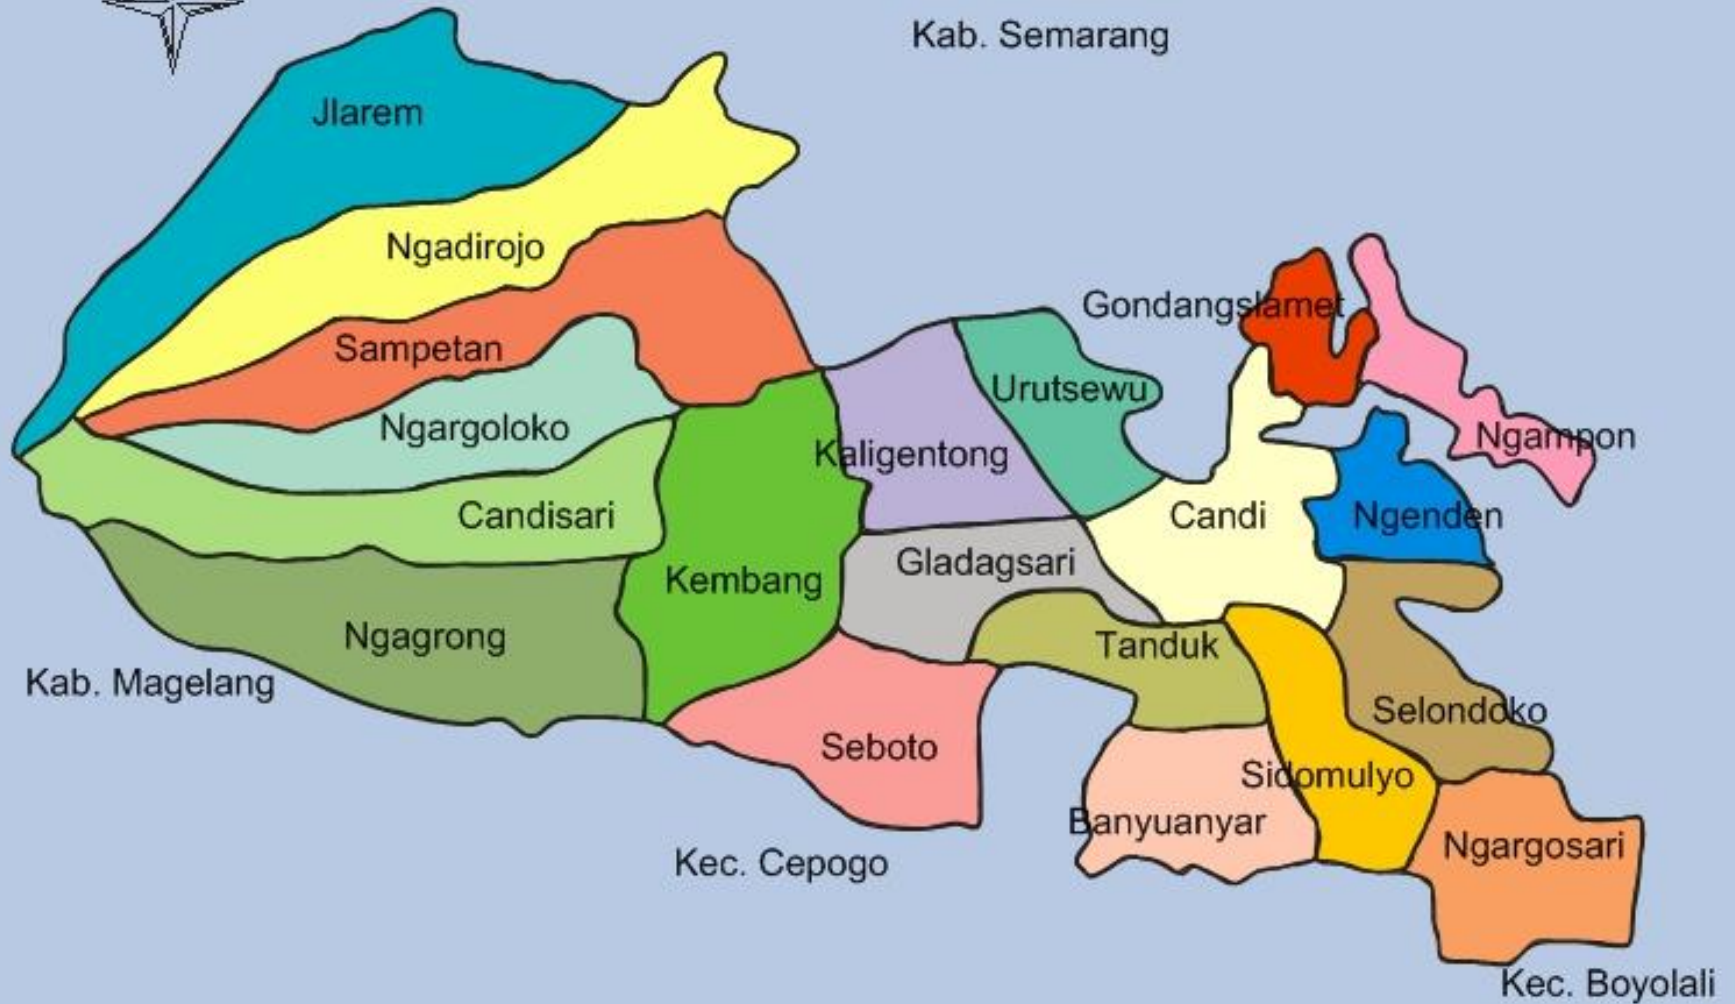 Kab. Semarang
Jlarem
Ngadirojo
Gondangslamet
Sampetan
Urutsewu
Ngargoloko
Ngampon
Kaligentong
Candisari
Candi
Ngenden
Gladagsari
Kembang
Ngagrong
Tanduk
Kab. Magelang
Selondoko
Seboto
Sidomulyo
Banyuanyar
Ngargosari
Kec. Cepogo
Kec. Boyolali